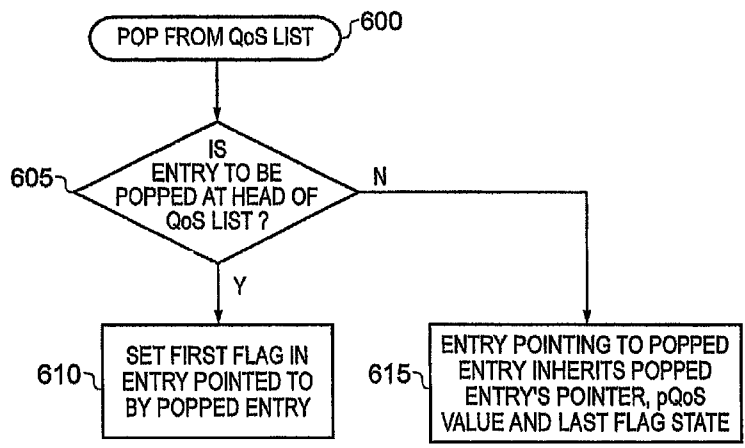 POP FROM QoS LIST
600
IS
ENTRY TO BE
POPPED AT HEAD OF
QoS LIST ?
605
N
Y
SET FIRST FLAG IN
ENTRY POINTED TO
BY POPPED ENTRY
610
ENTRY POINTING TO POPPED
ENTRY INHERITS POPPED
ENTRY'S POINTER, pQoS
VALUE AND LAST FLAG STATE
615